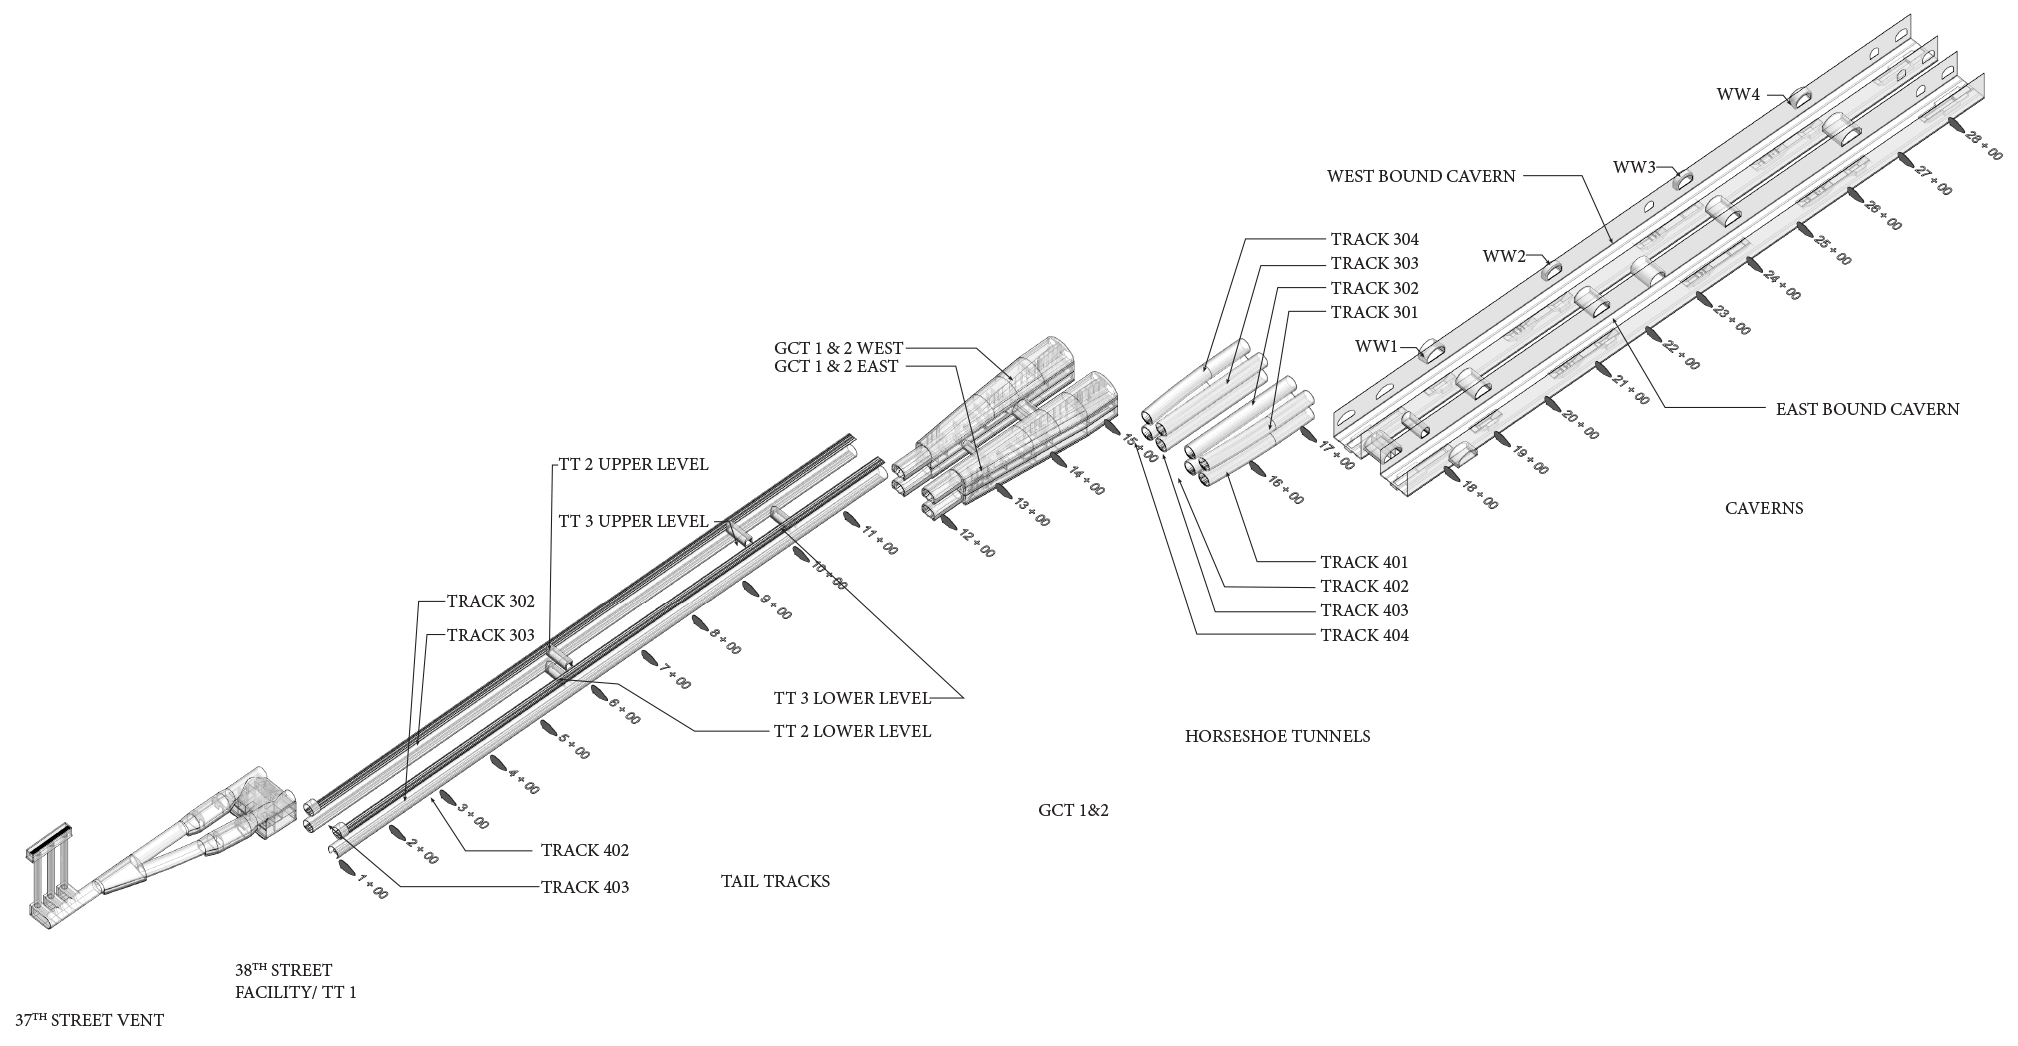 WW4
28 + 00
WW3
WEST BOUND CAVERN
27 + 00
26 + 00
TRACK 304
25 + 00
WW2
TRACK 303
24 + 00
TRACK 302
23 + 00
TRACK 301
GCT 1 & 2 WEST
WW1
22 + 00
GCT 1 & 2 EAST
21 + 00
EAST BOUND CAVERN
20 + 00
15 + 00
17 + 00
19 + 00
TT 2 UPPER LEVEL
14 + 00
16 + 00
18 + 00
CAVERNS
TT 3 UPPER LEVEL
13 + 00
11 + 00
12 + 00
TRACK 401
10 + 00
TRACK 402
TRACK 302
9 + 00
TRACK 403
TRACK 303
8 + 00
TRACK 404
7 + 00
TT 3 LOWER LEVEL
6 + 00
TT 2 LOWER LEVEL
HORSESHOE TUNNELS
5 + 00
4 + 00
3 + 00
GCT 1&2
2 + 00
TRACK 402
1 + 00
TRACK 403
TAIL TRACKS
38TH STREET
FACILITY/ TT 1
37TH STREET VENT